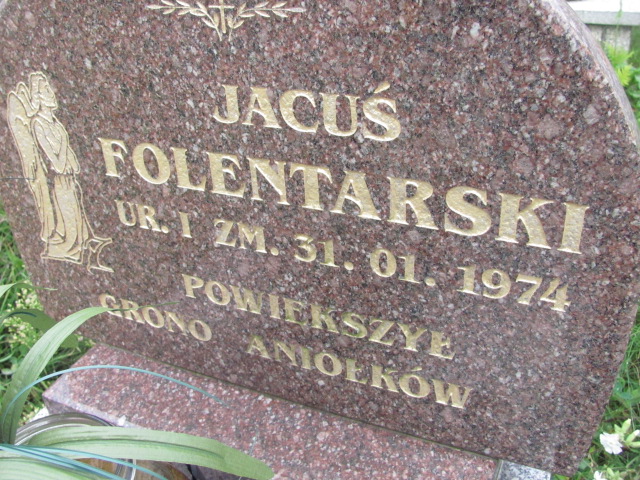 JACUŚ
FOLENTARSKI
UR. I ZM. 31. 01. 1974
POWIĘKSZYŁ
GRONO ANIOŁKÓW